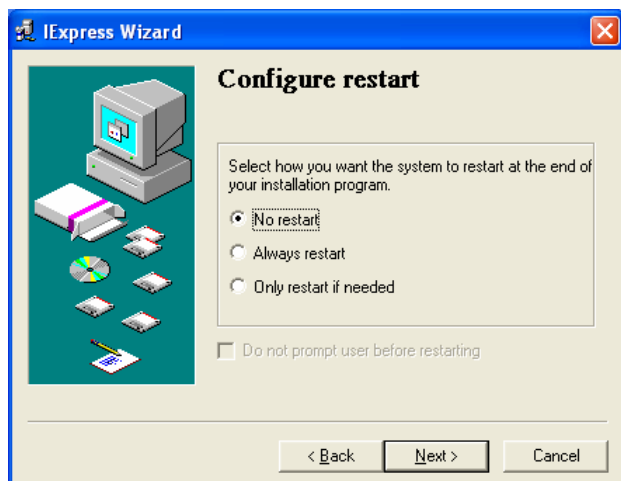 IExpress Wizard
Configure restart
Select how you want the system to restart at the end of
your installation program.
No restart
Always restart
Only restart if needed
Do not prompt user before restarting
< Back
Next >
Cancel